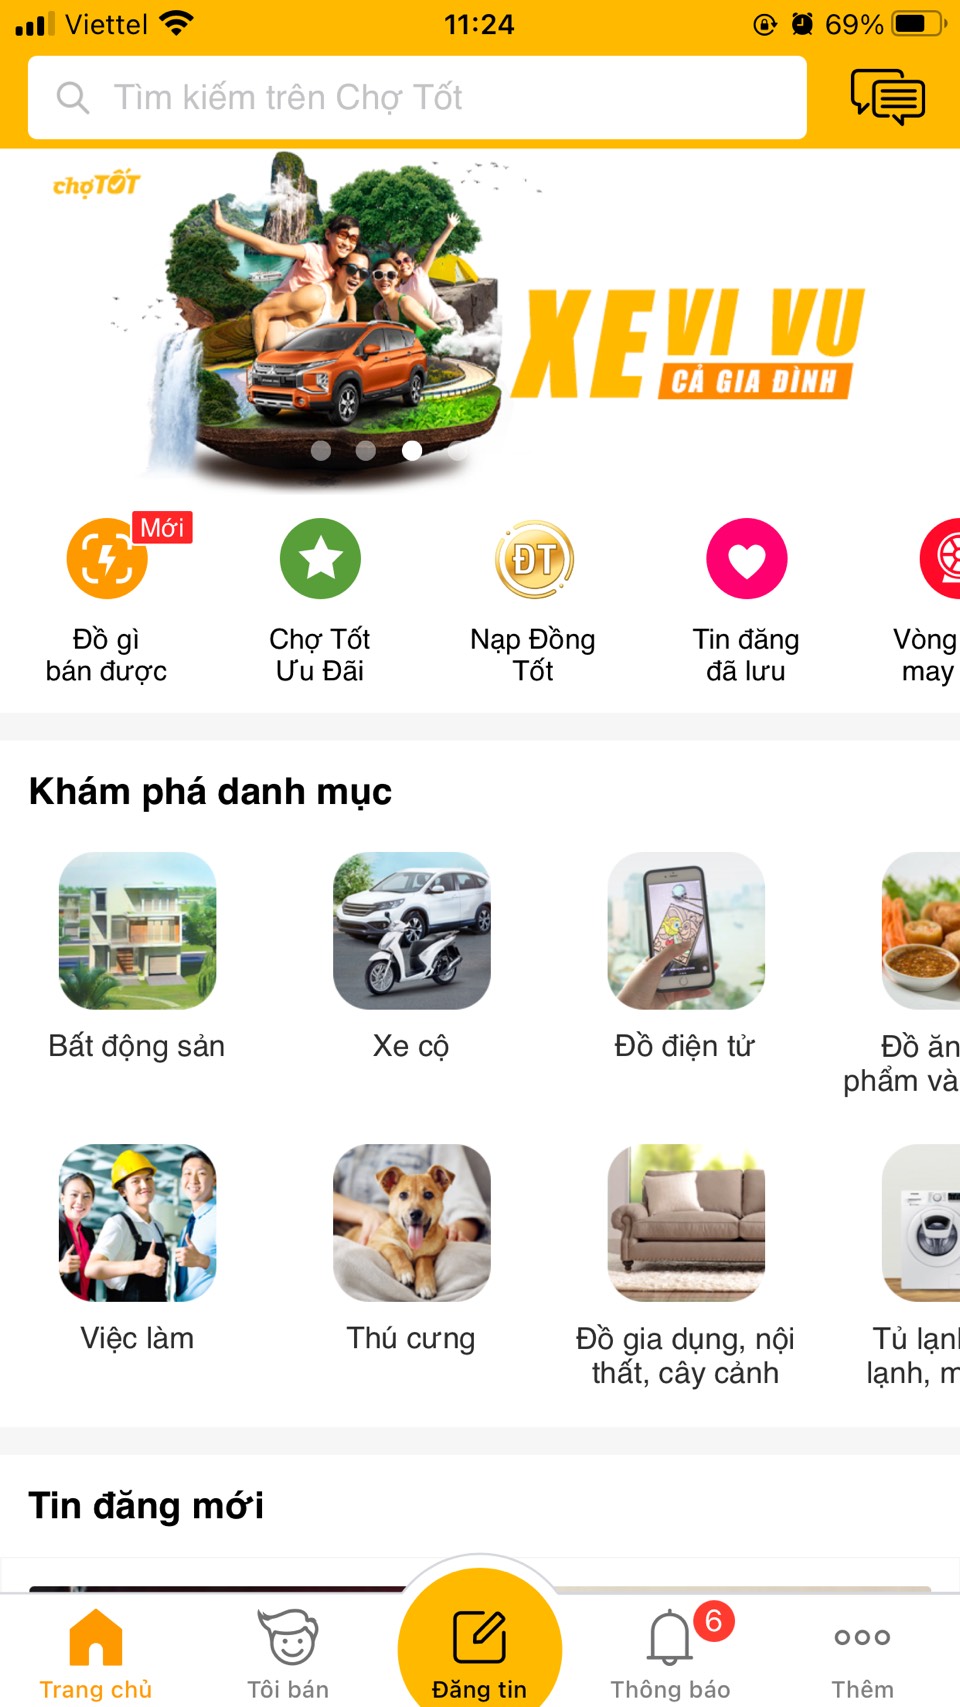 Viettel 11:24 69%
Tìm kiếm trên Chợ Tốt
chợTỐT
XE VI VU
CẢ GIA ĐÌNH
Mới
ĐT
Đồ gì
bán được
Chợ Tốt
Ưu Đãi
Nạp Đồng
Tốt
Tin đăng
đã lưu
Vòng
may
Khám phá danh mục
Bất động sản
Xe cộ
Đồ điện tử
Đồ ăn
phẩm và
Việc làm
Thú cưng
Đồ gia dụng, nội
thất, cây cảnh
Tủ lạnh
lạnh, m
Tin đăng mới
6
Trang chủ
Tôi bán
Đăng tin
Thông báo
Thêm